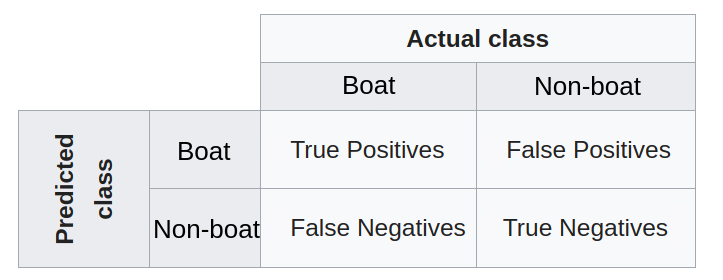 Actual class
Boat
Non-boat
Predicted
class
Boat
True Positives
False Positives
Non-boat
False Negatives
True Negatives